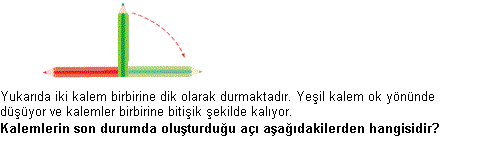 Yukarıda iki kalem birbirine dik olarak durmaktadır. Yeşil kalem ok yönünde
düşüyor ve kalemler birbirine bitişik şekilde kalıyor.
Kalemlerin son durumda oluşturduğu açı aşağıdakilerden hangisidir?